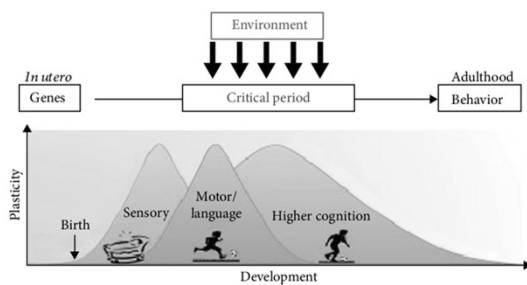 Environment
In utero
Adulthood
Genes
Critical period
Behavior
Plasticity
Birth
Sensory
Motor/
language
Higher cognition
Development